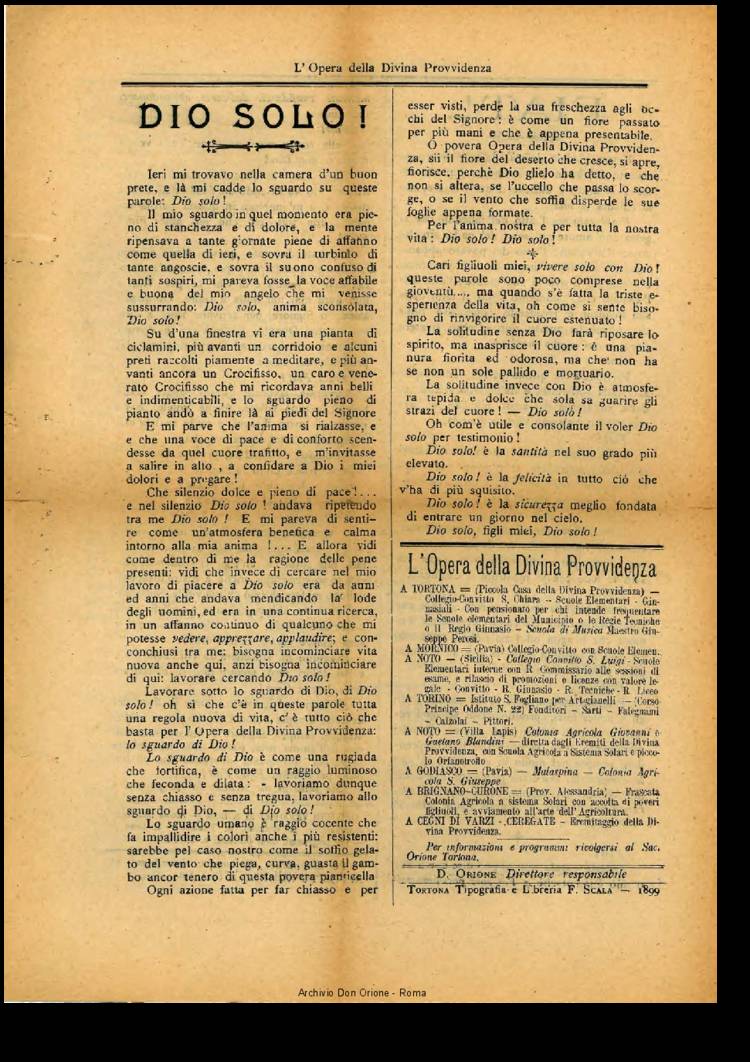 L' Opera della Divina Provvidenza
DIO SOLO !
Ieri mi trovavo nella camera d'un buon
prete, e là mi cadde lo sguardo su queste
parole: Dio solo !
Il mio sguardo in quel momento era pie-
no di stanchezza e di dolore, e la mente
ripensava a tante giornate piene di affanno
come quella di ieri, e sovra il turbinio di
tante angoscie, e sovra il suono confuso di
tanti sospiri, mi pareva fosse la voce affabile
e buona del mio angelo che mi venisse
sussurrando: Dio solo, anima sconsolata,
Dio solo!
Su d'una finestra vi era una pianta di
ciclamini, più avanti un corridoio e alcuni
preti raccolti piamente a meditare, e più an-
vanti ancora un Crocifisso, un caro e vene-
rato Crocifisso che mi ricordava anni belli
e indimenticabili, e lo sguardo pieno di
pianto andò a finire là ai piedi del Signore
E mi parve che l'anima si rialzasse, e
e che una voce di pace e di conforto scen-
desse da quel cuore trafitto, e m'invitasse
a salire in alto , a confidare a Dio i miei
dolori e a pregare !
Che silenzio dolce e pieno di pace!...
e nel silenzio Dio solo ! andava ripetendo
tra me Dio solo ! E mi pareva di senti-
re come un'atmosfera benefica e calma
intorno alla mia anima !... E allora vidi
come dentro di me la ragione delle pene
presenti: vidi che invece di cercare nel mio
lavoro di piacere a Dio solo era da anni
ed anni che andava mendicando la lode
degli uomini, ed era in una continua ricerca,
in un affanno continuo di qualcuno che mi
potesse vedere, apprezzare, applaudire; e con-
conchiusi tra me: bisogna incominciare vita
nuova anche qui, anzi bisogna incominciare
di qui: lavorare cercando Dio solo !
Lavorare sotto lo sguardo di Dio, di Dio
solo ! oh sì che c'è in queste parole tutta
una regola nuova di vita, c' è tutto ciò che
basta per l' Opera della Divina Provvidenza:
lo sguardo di Dio !
Lo sguardo di Dio è come una rugiada
che fortifica, è come un raggio luminoso
che feconda e dilata : - lavoriamo dunque
senza chiasso e senza tregua, lavoriamo allo
sguardo di Dio, — di Dio solo !
Lo sguardo umano è raggio cocente che
fa impallidire i colori anche i più resistenti:
sarebbe pel caso nostro come il soffio gela-
to del vento che piega, curva, guasta il gam-
bo ancor tenero di questa povera pianticella
Ogni azione fatta per far chiasso e per
esser visti, perde la sua freschezza agli oc-
chi del Signore : è come un fiore passato
per più mani e che è appena presentabile.
O povera Opera della Divina Provviden-
za, sii il fiore del deserto che cresce, si apre,
fiorisce, perchè Dio glielo ha detto, e che
non si altera, se l'uccello che passa lo scor-
ge, o se il vento che soffia disperde le sue
foglie appena formate.
Per l'anima nostra e per tutta la nostra
vita : Dio solo ! Dio solo !
Cari figliuoli miei, vivere solo con Dio !
queste parole sono poco comprese nella
gioventù...., ma quando s'è fatta la triste e-
sperienza della vita, oh come si sente biso-
gno di rinvigorire il cuore estenuato !
La solitudine senza Dio farà riposare lo
spirito, ma inasprisce il cuore : è una pia-
nura fiorita ed odorosa, ma che non ha
se non un sole pallido e mortuario.
La solitudine invece con Dio è atmosfe-
ra tepida e dolce che sola sa guarire gli
strazi del cuore ! — Dio solo !
Oh com'è utile e consolante il voler Dio
solo per testimonio !
Dio solo! è la santità nel suo grado più
elevato.
Dio solo ! è la felicità in tutto ciò che
v'ha di più squisito.
Dio solo ! è la sicurezza meglio fondata
di entrare un giorno nel cielo.
Dio solo, figli miei, Dio solo !
L'Opera della Divina Provvidenza
A TORTONA = (Piccola Casa della Divina Provvidenza) —
Collegio-Convitto S. Chiara - Scuole Elementari - Gin-
nasiali - Con pensionato per chi intende frequentare
le Scuole elementari del Municipio o le Regie Tecniche
o il Regio Ginnasio — Scuola di Musica Maestro Giu-
seppe Perosi.
A MORNICO = (Pavia) Collegio-Convitto con Scuole Elemen.
A NOTO — (Sicilia) - Collegio Convitto S. Luigi - Scuole
Elementari interne con R. Commissario alle sessioni di
esame, e rilascio di promozioni e licenze con valore le-
gale - Convitto - R. Ginnasio - R. Tecniche - R. Liceo
A TORINO = Istituto S. Fogliano per Artigianelli — (Corso
Principe Oddone N. 22) Fonditori — Sarti — Falegnami
— Calzolai — Pittori.
A NOTO = (Villa Lapis) Colonia Agricola Giovanni e
Gaetano Blandini — diretta dagli Eremiti della Divina
Provvidenza, con Scuola Agricola a Sistema Solari e picco-
lo Orfanotrofio
A GODIASCO = (Pavia) — Malaspina — Colonia Agri-
cola S. Giuseppe
A BRIGNANO-CURONE = (Prov. Alessandria) — Frascata
Colonia Agricola a sistema Solari con accolta di poveri
figliuoli, e avviamento all'arte dell' Agricoltura.
A CEGNI DI VARZI - CEREGATE - Eremitaggio della Di-
vina Provvidenza.
Per informazioni e programmi rivolgersi al Sac.
Orione Tortona.
D. ORIONE Direttore responsabile
TORTONA Tipografia e Libreria F. SCALA — 1899
Archivio Don Orione - Roma